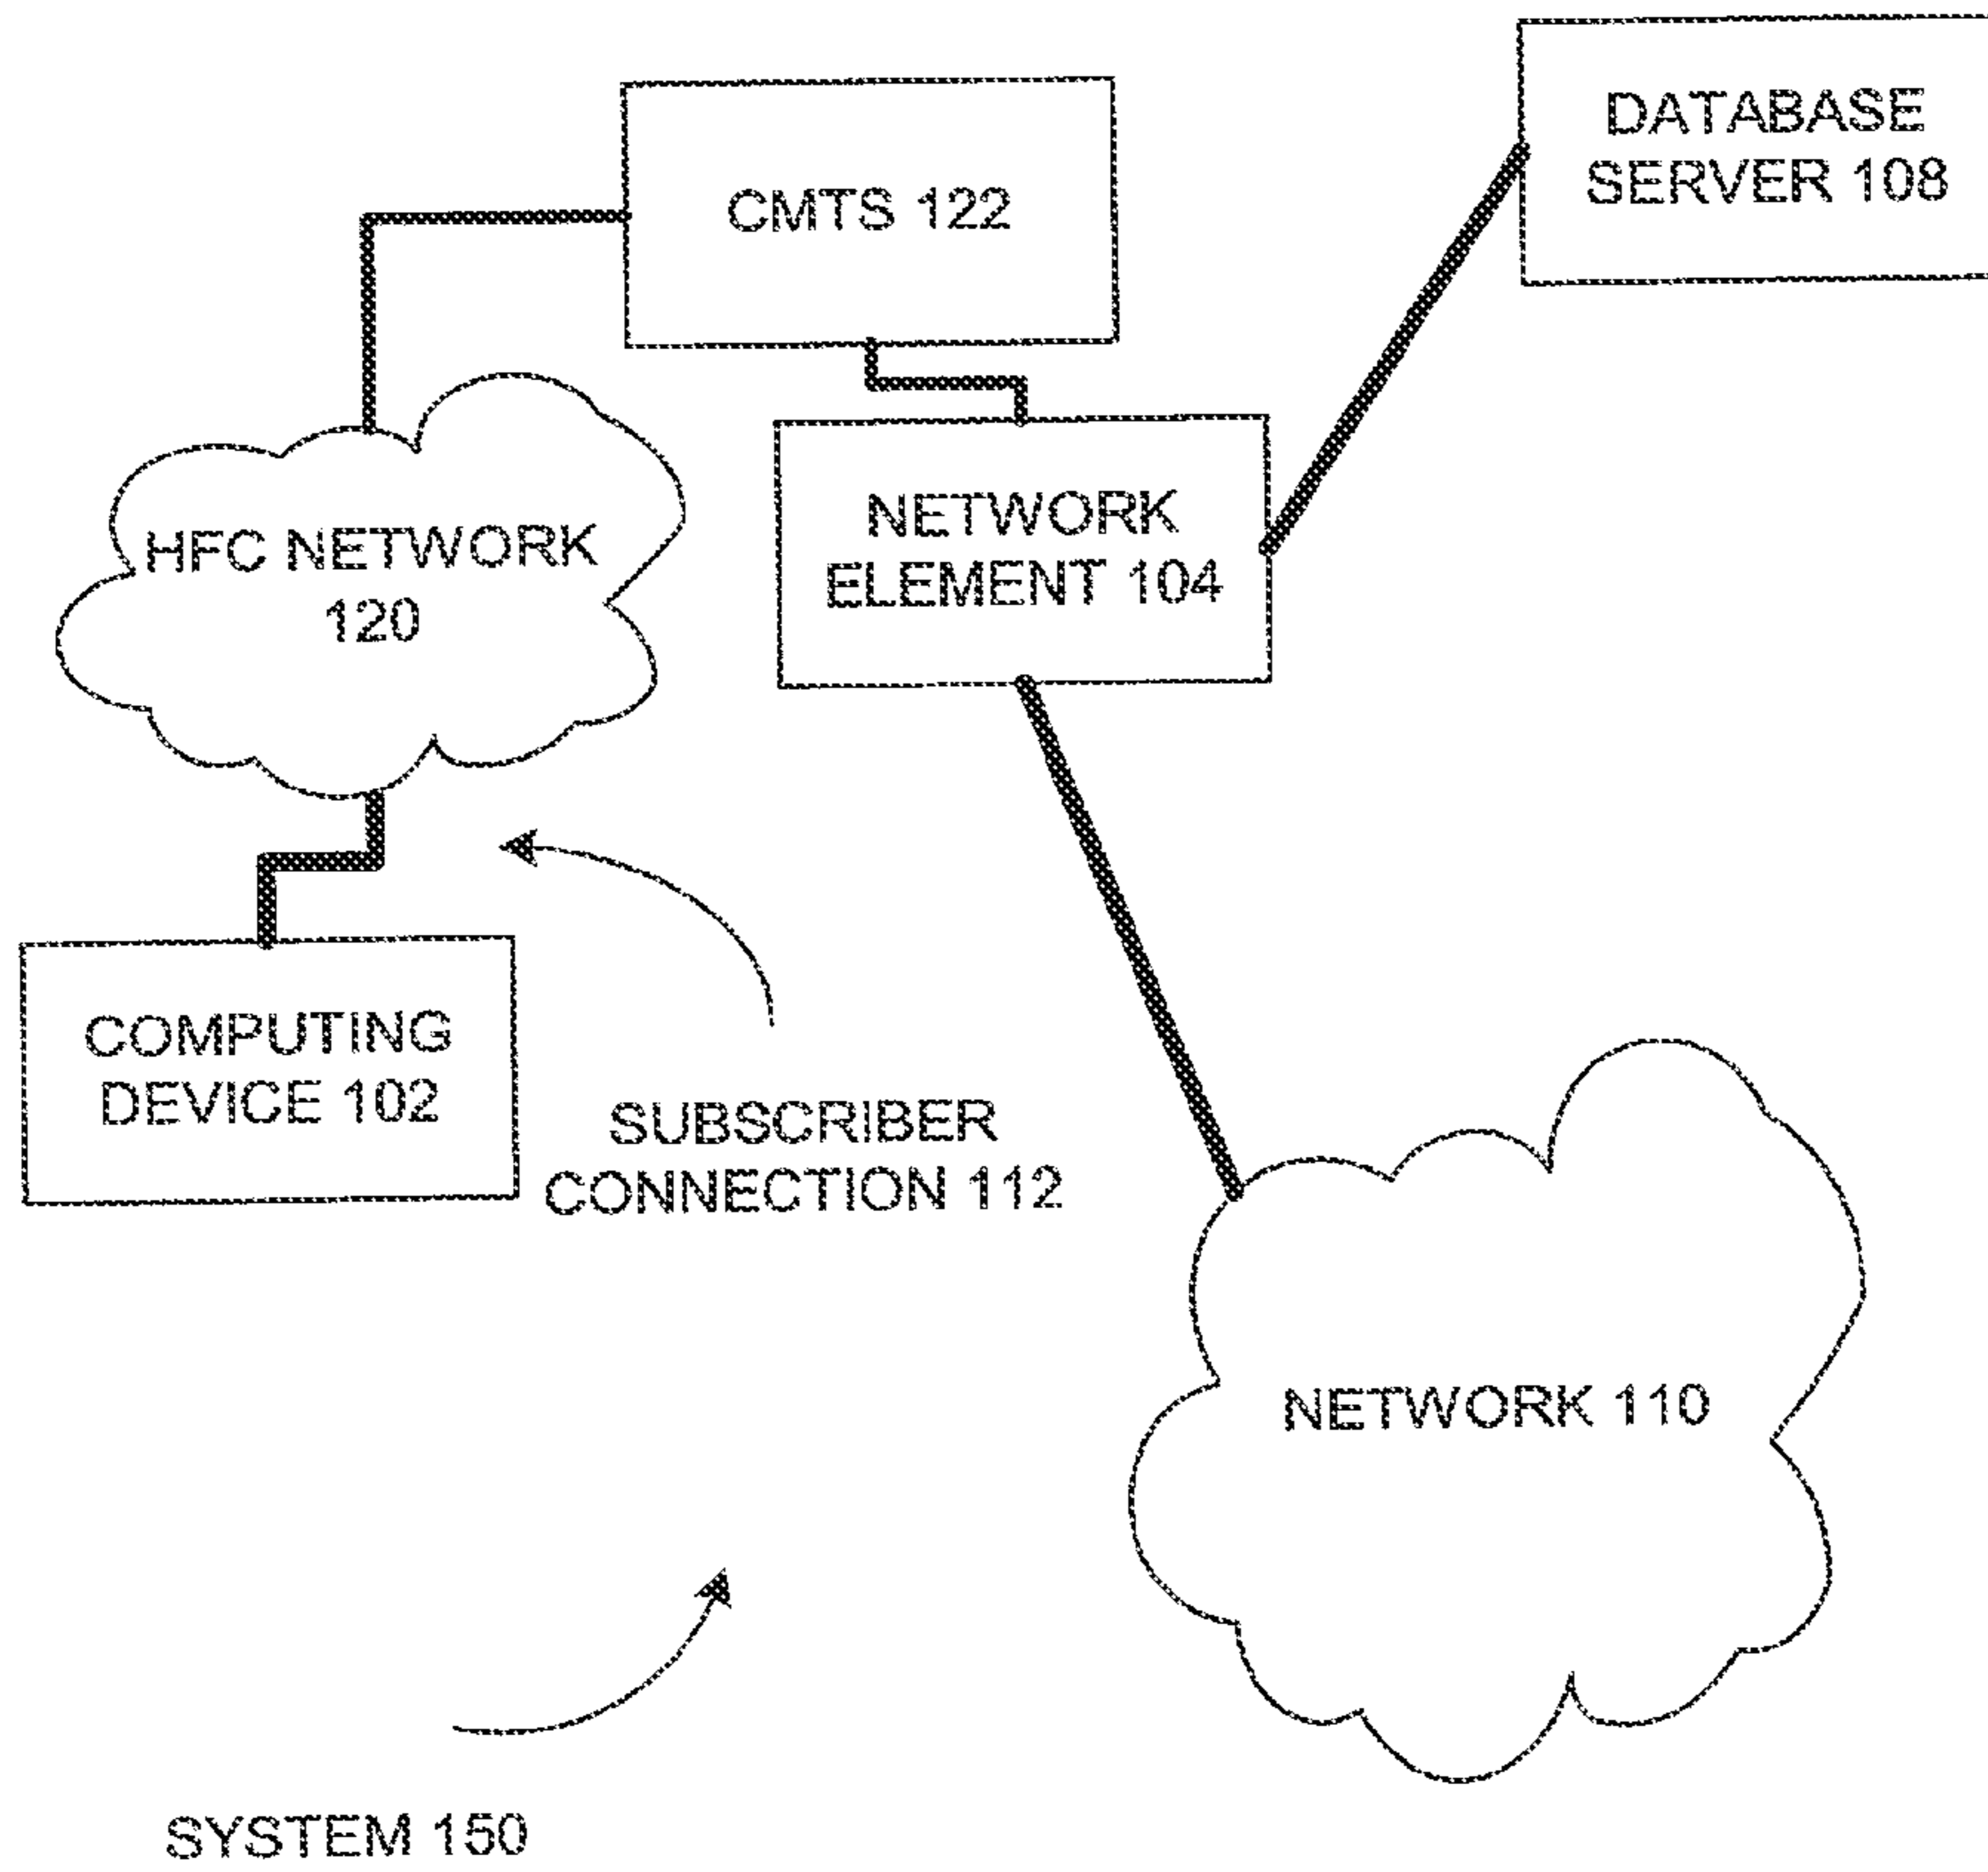 DATABASE
SERVER 108
CMTS 122
NETWORK
ELEMENT 104
HFC NETWORK
120
COMPUTING
DEVICE 102
SUBSCRIBER
CONNECTION 112
NETWORK 110
SYSTEM 150